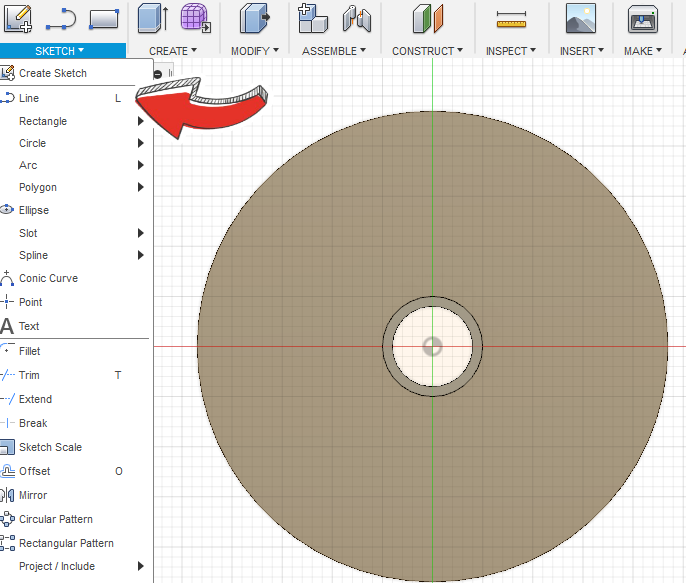 SKETCH CREATE MODIFY ASSEMBLE CONSTRUCT INSPECT INSERT MAKE
Create Sketch
Line L
Rectangle
Circle
Arc
Polygon
Ellipse
Slot
Spline
Conic Curve
Point
Text
Fillet
Trim T
Extend
Break
Sketch Scale
Offset O
Mirror
Circular Pattern
Rectangular Pattern
Project / Include